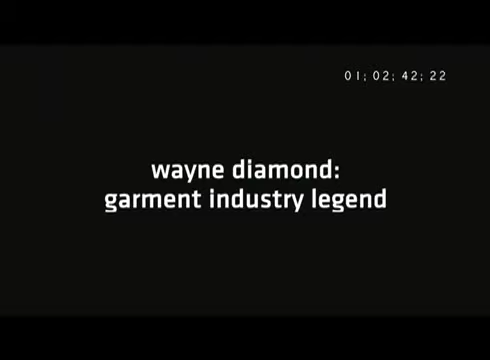 01; 02; 42; 22
wayne diamond:
garment industry legend